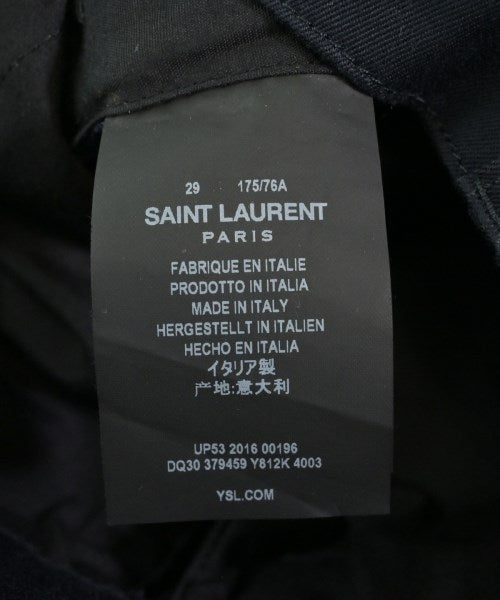 29 175/76A
SAINT LAURENT
PARIS
FABRIQUE EN ITALIE
PRODOTTO IN ITALIA
MADE IN ITALY
HERGESTELLT IN ITALIEN
HECHO EN ITALIA
イタリア製
产地:意大利
UP53 2016 00196
DQ30 379459 Y812K 4003
YSL.COM